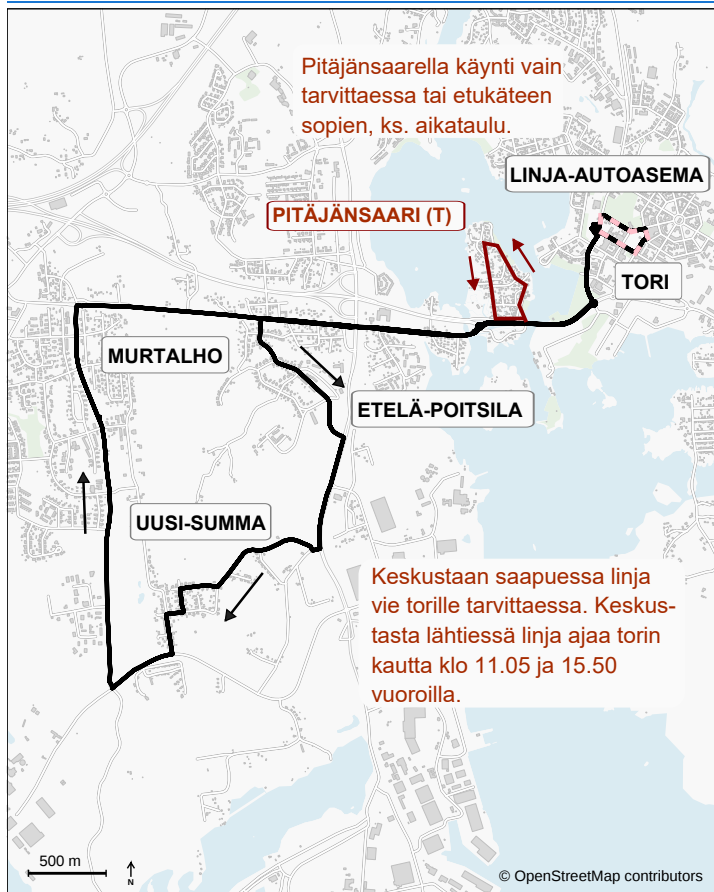 Pitäjänsaarella käynti vain
tarvittaessa tai etukäteen
sopien, ks. aikataulu.
LINJA-AUTOASEMA
PITÄJÄNSAARI (T)
TORI
MURTALHO
ETELÄ-POITSILA
UUSI-SUMMA
Keskustaan saapuessa linja
vie torille tarvittaessa. Keskus-
tasta lähtiessä linja ajaa torin
kautta klo 11.05 ja 15.50
vuoroilla.
500 m
N
© OpenStreetMap contributors